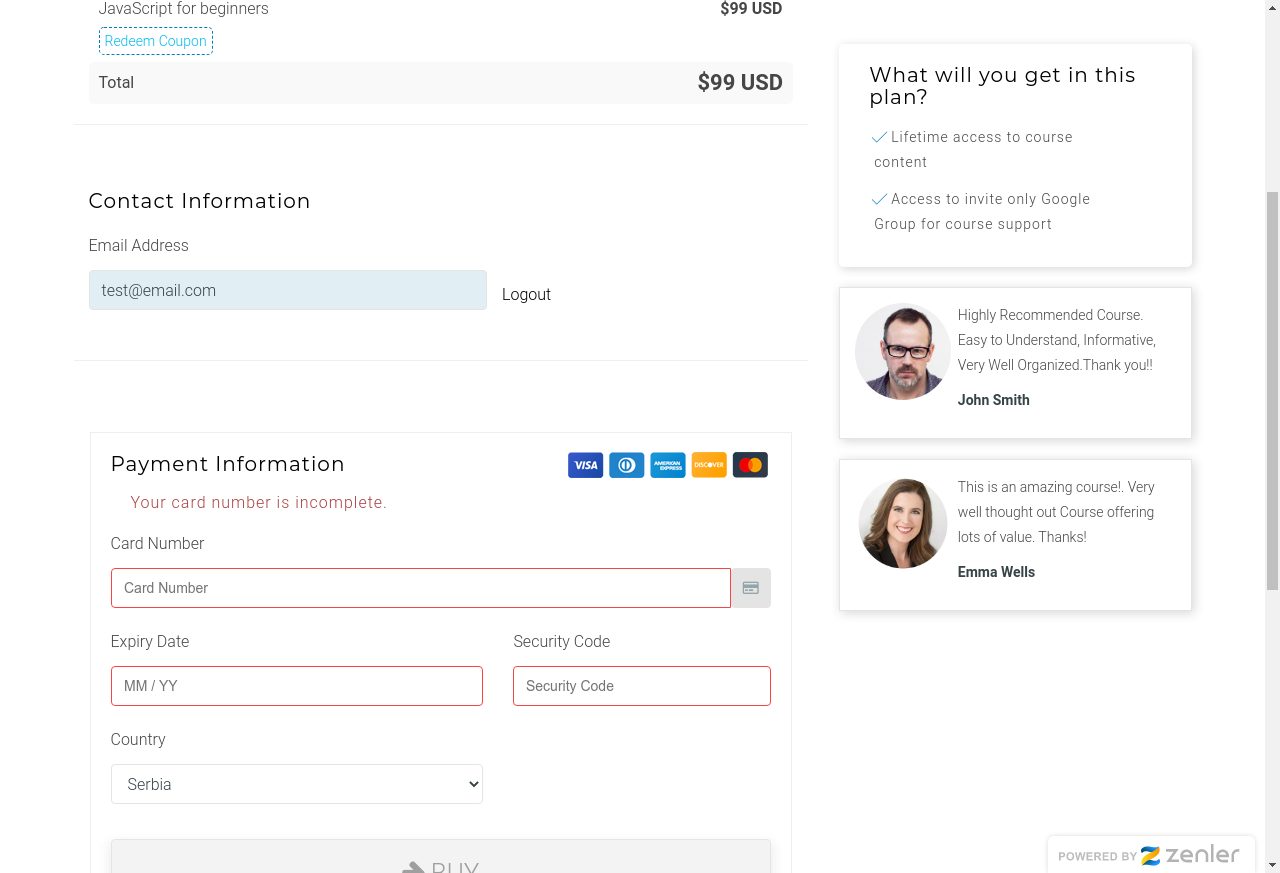 JavaScript for beginners $99 USD
Redeem Coupon
Total $99 USD
Contact Information
Email Address
test@email.com Logout
Payment Information VISA AMERICAN EXPRESS DISCOVER
Your card number is incomplete.
Card Number
Card Number
Expiry Date Security Code
MM / YY Security Code
Country
Serbia
BUY
What will you get in this
plan?
Lifetime access to course
content
Access to invite only Google
Group for course support
Highly Recommended Course.
Easy to Understand, Informative,
Very Well Organized.Thank you!!
John Smith
This is an amazing course!. Very
well thought out Course offering
lots of value. Thanks!
Emma Wells
POWERED BY zenler